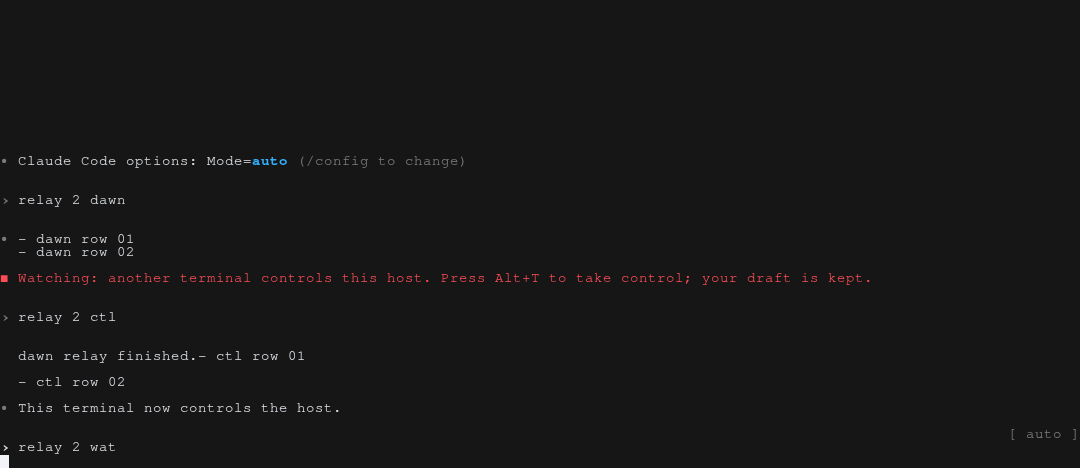 • Claude Code options: Mode=auto (/config to change)
› relay 2 dawn
• – dawn row 01
– dawn row 02
■ Watching: another terminal controls this host. Press Alt+T to take control; your draft is kept.
› relay 2 ctl
dawn relay finished.– ctl row 01
– ctl row 02
• This terminal now controls the host.
[ auto ]
› relay 2 wat